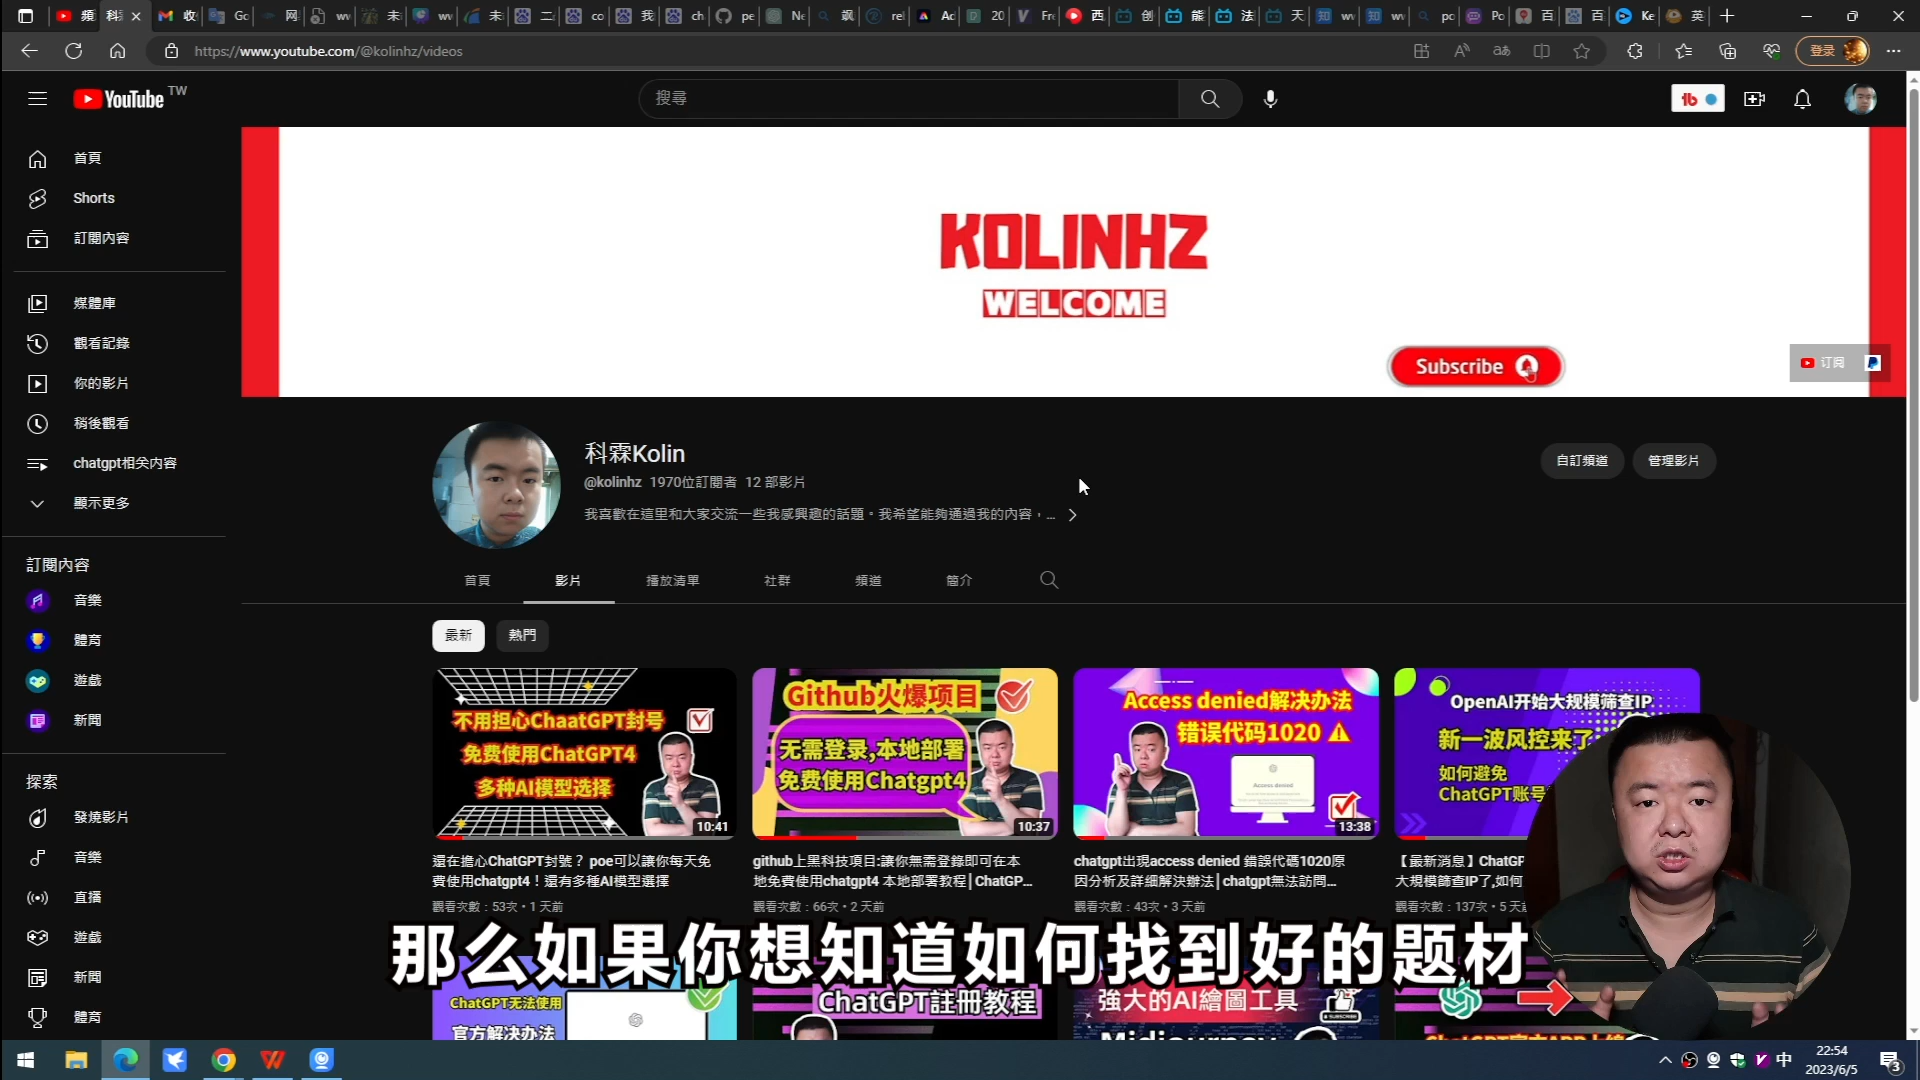 https://www.youtube.com/@kolinhz/videos
登录
YouTube TW
搜尋
首頁
Shorts
訂閱內容
媒體庫
觀看記錄
你的影片
稍後觀看
chatgpt相关内容
顯示更多
訂閱內容
音樂
體育
遊戲
新聞
探索
發燒影片
音樂
直播
遊戲
新聞
體育
KOLINHZ
WELCOME
Subscribe
订阅
科霖Kolin
@kolinhz 1970位訂閱者 12 部影片
我喜歡在這里和大家交流一些我感興趣的話題。我希望能夠通過我的內容，...
自訂頻道
管理影片
首頁
影片
播放清單
社群
頻道
簡介
最新
熱門
不用担心ChaatGPT封号
免费使用ChatGPT4
多种AI模型选择
10:41
還在擔心ChatGPT封號？ poe可以讓你每天免
費使用chatgpt4！還有多種AI模型選擇
觀看次數：53次 • 1 天前
Github火爆项目
无需登录,本地部署
免费使用Chatgpt4
10:37
github上黑科技項目:讓你無需登錄即可在本
地免費使用chatgpt4 本地部署教程|ChatGP...
觀看次數：66次 • 2 天前
Access denied解决办法
错误代码1020
Access denied
13:38
chatgpt出現access denied 錯誤代碼1020原
因分析及詳細解決辦法|chatgpt無法訪問...
觀看次數：43次 • 3 天前
OpenAI开始大规模筛查IP
新一波风控来了
如何避免
ChatGPT账号
【最新消息】ChatGP
大規模篩查IP了,如何
觀看次數：137次 • 5 天
那么如果你想知道如何找到好的题材
ChatGPT无法使用
官方解决办法
ChatGPT註冊教程
強大的AI繪圖工具
Midjourney
中
22:54
2023/6/5
3